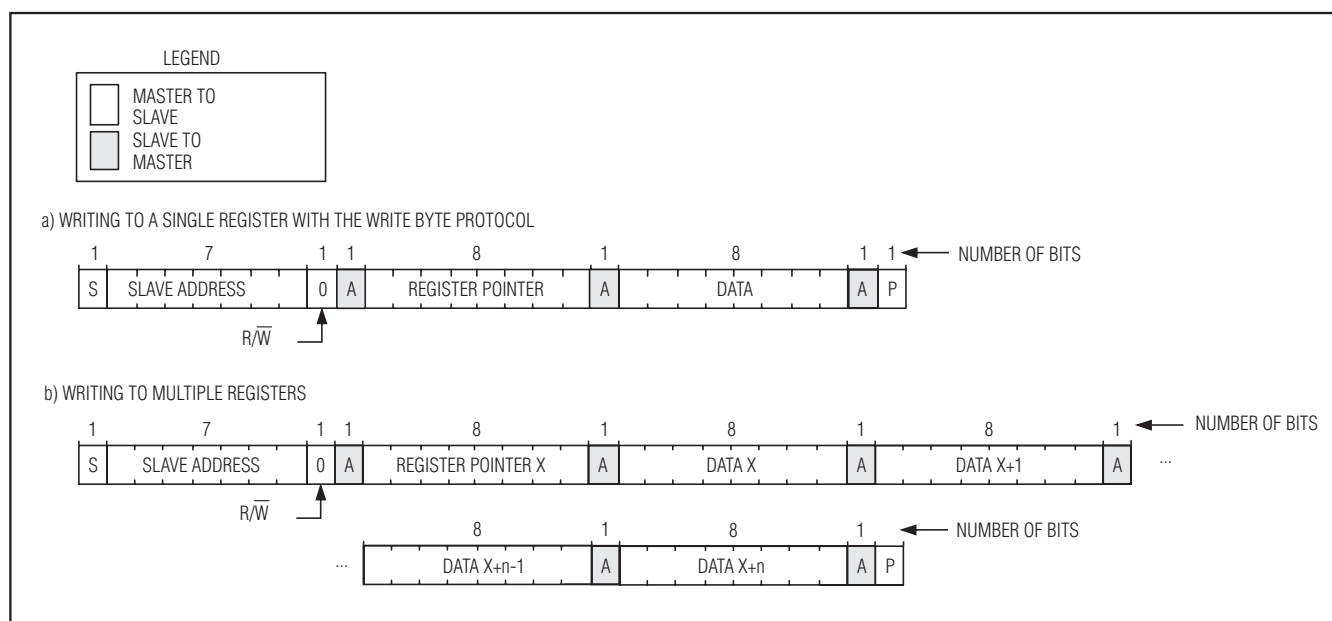 LEGEND
MASTER TO
SLAVE
SLAVE TO
MASTER
a) WRITING TO A SINGLE REGISTER WITH THE WRITE BYTE PROTOCOL
1 7 1 1 8 1 8 1 1 NUMBER OF BITS
S SLAVE ADDRESS 0 A REGISTER POINTER A DATA A P
R/W̅
b) WRITING TO MULTIPLE REGISTERS
1 7 1 1 8 1 8 1 8 1 NUMBER OF BITS
S SLAVE ADDRESS 0 A REGISTER POINTER X A DATA X A DATA X+1 A ...
R/W̅
8 1 8 1 NUMBER OF BITS
... DATA X+n-1 A DATA X+n A P